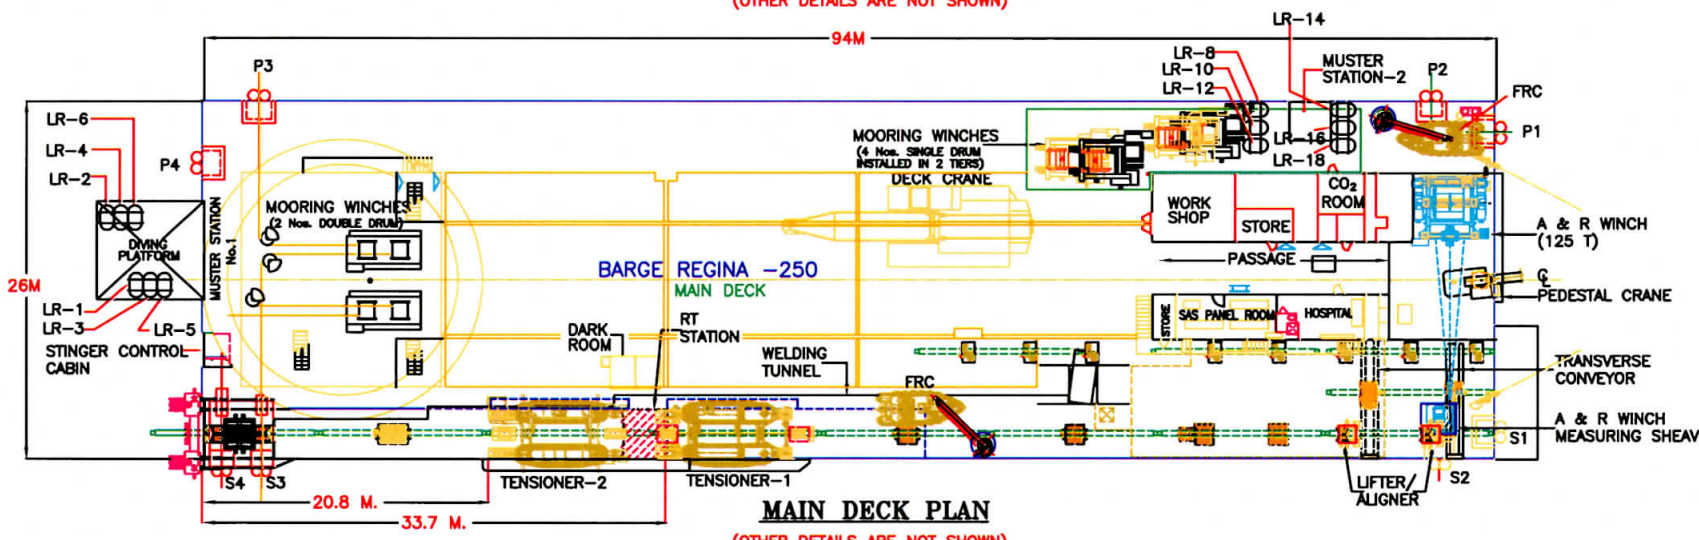 (OTHER DETAILS ARE NOT SHOWN)
94M
LR-14
P3
LR-8
LR-10
LR-12
MUSTER
STATION-2
P2
FRC
P1
LR-6
LR-4
LR-2
P4
MOORING WINCHES
(4 Nos. SINGLE DRUM
INSTALLED IN 2 TIERS)
LR-16
LR-18
DECK CRANE
MOORING WINCHES
(2 Nos. DOUBLE DRUM)
WORK
SHOP
STORE
CO2
ROOM
A & R WINCH
(125 T)
DIVING
PLATFORM
MUSTER STATION
No.1
26M
BARGE REGINA -250
MAIN DECK
PASSAGE
℄
PEDESTAL CRANE
LR-1
LR-3
LR-5
STORE
SAS PANEL ROOM
HOSPITAL
STINGER CONTROL
CABIN
DARK
ROOM
RT
STATION
WELDING
TUNNEL
FRC
TRANSVERSE
CONVEYOR
A & R WINCH
MEASURING SHEAV
S1
S4
S3
S2
TENSIONER-2
TENSIONER-1
LIFTER/
ALIGNER
20.8 M.
33.7 M.
MAIN DECK PLAN
(OTHER DETAILS ARE NOT SHOWN)